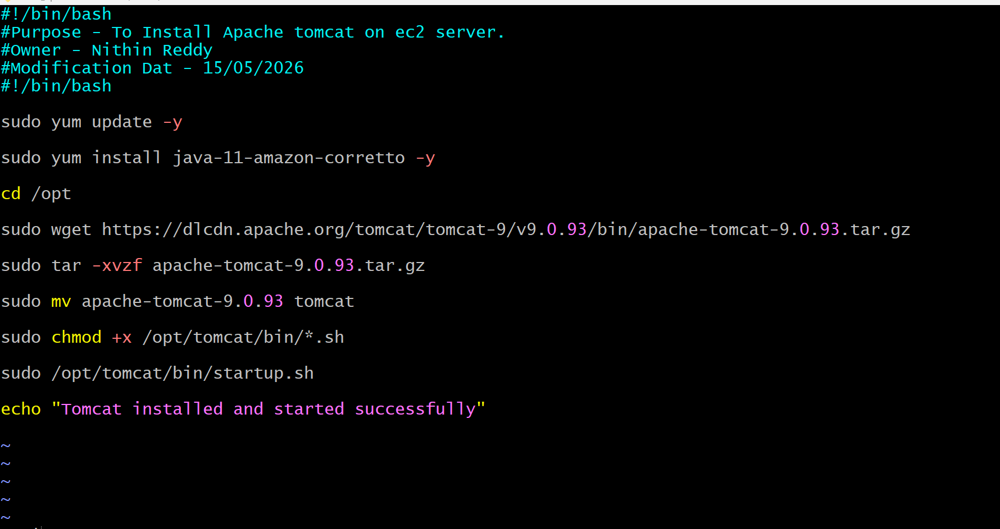 #!/bin/bash
#Purpose - To Install Apache tomcat on ec2 server.
#Owner - Nithin Reddy
#Modification Dat - 15/05/2026
#!/bin/bash
sudo yum update -y
sudo yum install java-11-amazon-corretto -y
cd /opt
sudo wget https://dlcdn.apache.org/tomcat/tomcat-9/v9.0.93/bin/apache-tomcat-9.0.93.tar.gz
sudo tar -xvzf apache-tomcat-9.0.93.tar.gz
sudo mv apache-tomcat-9.0.93 tomcat
sudo chmod +x /opt/tomcat/bin/*.sh
sudo /opt/tomcat/bin/startup.sh
echo "Tomcat installed and started successfully"
~
~
~
~
~